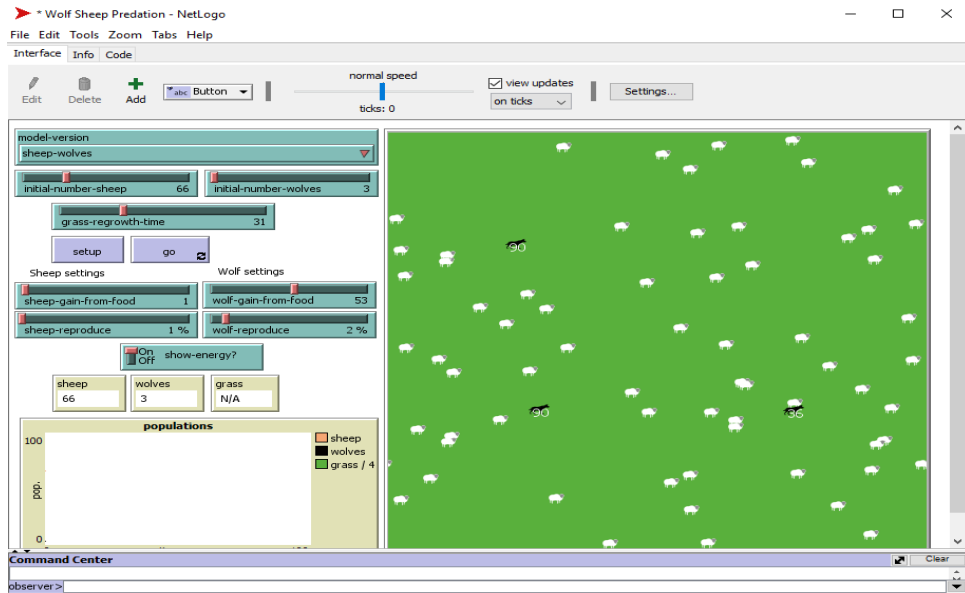 * Wolf Sheep Predation - NetLogo
File Edit Tools Zoom Tabs Help
Interface Info Code
Edit Delete Add abc Button normal speed ticks: 0 view updates on ticks Settings...
model-version
sheep-wolves
initial-number-sheep 66 initial-number-wolves 3
grass-regrowth-time 31
setup go
Sheep settings Wolf settings
sheep-gain-from-food 1 wolf-gain-from-food 53
sheep-reproduce 1 % wolf-reproduce 2 %
On
Off show-energy?
sheep wolves grass
66 3 N/A
populations
100
pop.
0
sheep
wolves
grass / 4
90
90
36
Command Center Clear
observer>